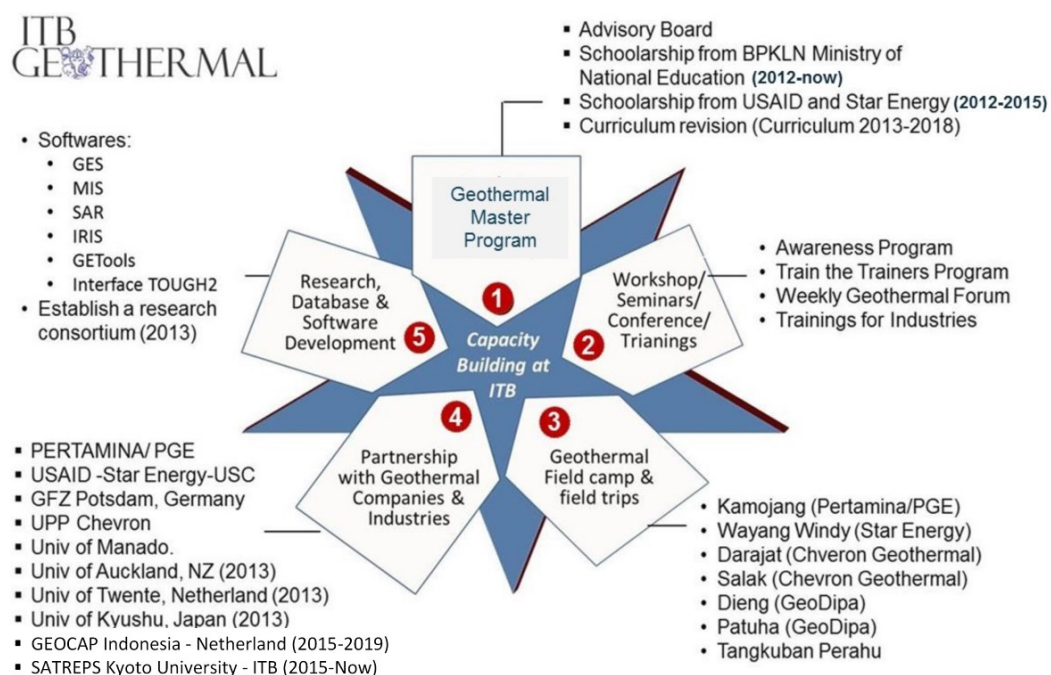 ITB
GEOTHERMAL
Advisory Board
Schoolarship from BPKLN Ministry of
National Education (2012-now)
Schoolarship from USAID and Star Energy (2012-2015)
Curriculum revision (Curriculum 2013-2018)
Softwares:
GES
MIS
SAR
IRIS
GETools
Interface TOUGH2
Establish a research
consortium (2013)
Geothermal
Master
Program
1
Workshop/
Seminars/
Conference/
Trianings
2
Awareness Program
Train the Trainers Program
Weekly Geothermal Forum
Trainings for Industries
Research,
Database &
Software
Development
5
Capacity
Building at
ITB
4
Partnership
with Geothermal
Companies &
Industries
3
Geothermal
Field camp &
field trips
PERTAMINA/ PGE
USAID -Star Energy-USC
GFZ Potsdam, Germany
UPP Chevron
Univ of Manado.
Univ of Auckland, NZ (2013)
Univ of Twente, Netherland (2013)
Univ of Kyushu, Japan (2013)
GEOCAP Indonesia - Netherland (2015-2019)
SATREPS Kyoto University - ITB (2015-Now)
Kamojang (Pertamina/PGE)
Wayang Windy (Star Energy)
Darajat (Chveron Geothermal)
Salak (Chevron Geothermal)
Dieng (GeoDipa)
Patuha (GeoDipa)
Tangkuban Perahu